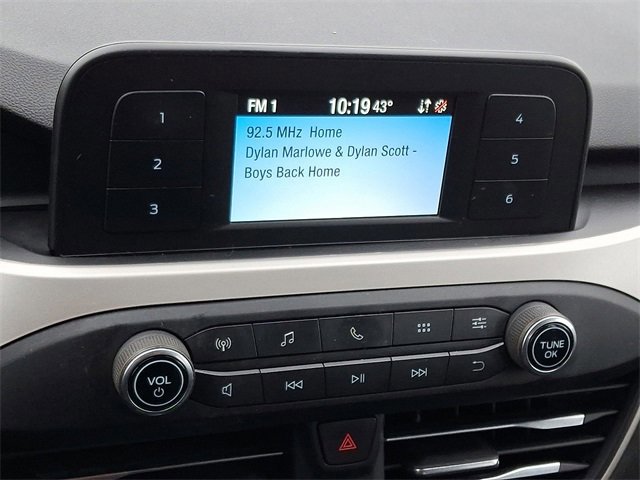 FM 1 10:19 43°
92.5 MHz Home
Dylan Marlowe & Dylan Scott -
Boys Back Home
1
2
3
4
5
6
VOL
TUNE
OK